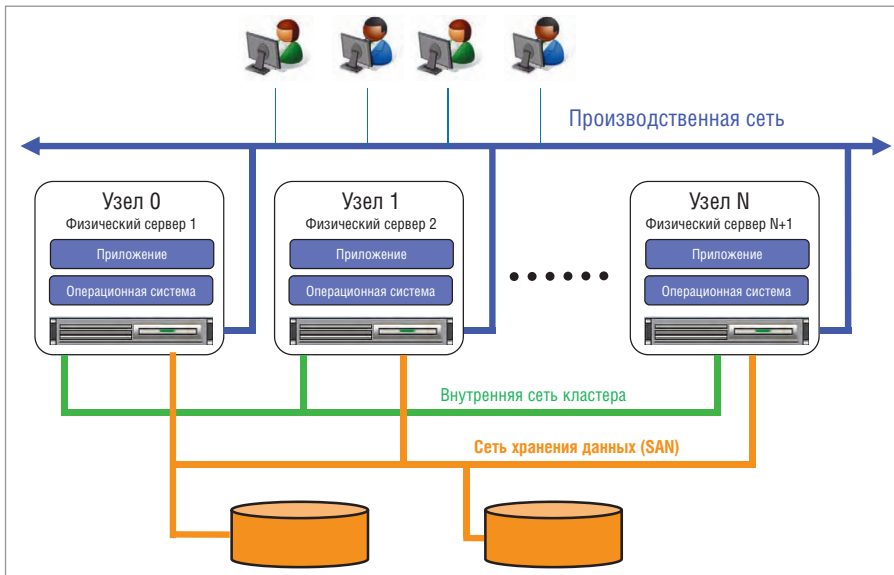 Производственная сеть
Узел 0
Физический сервер 1
Приложение
Операционная система
Узел 1
Физический сервер 2
Приложение
Операционная система
Узел N
Физический сервер N+1
Приложение
Операционная система
Внутренняя сеть кластера
Сеть хранения данных (SAN)